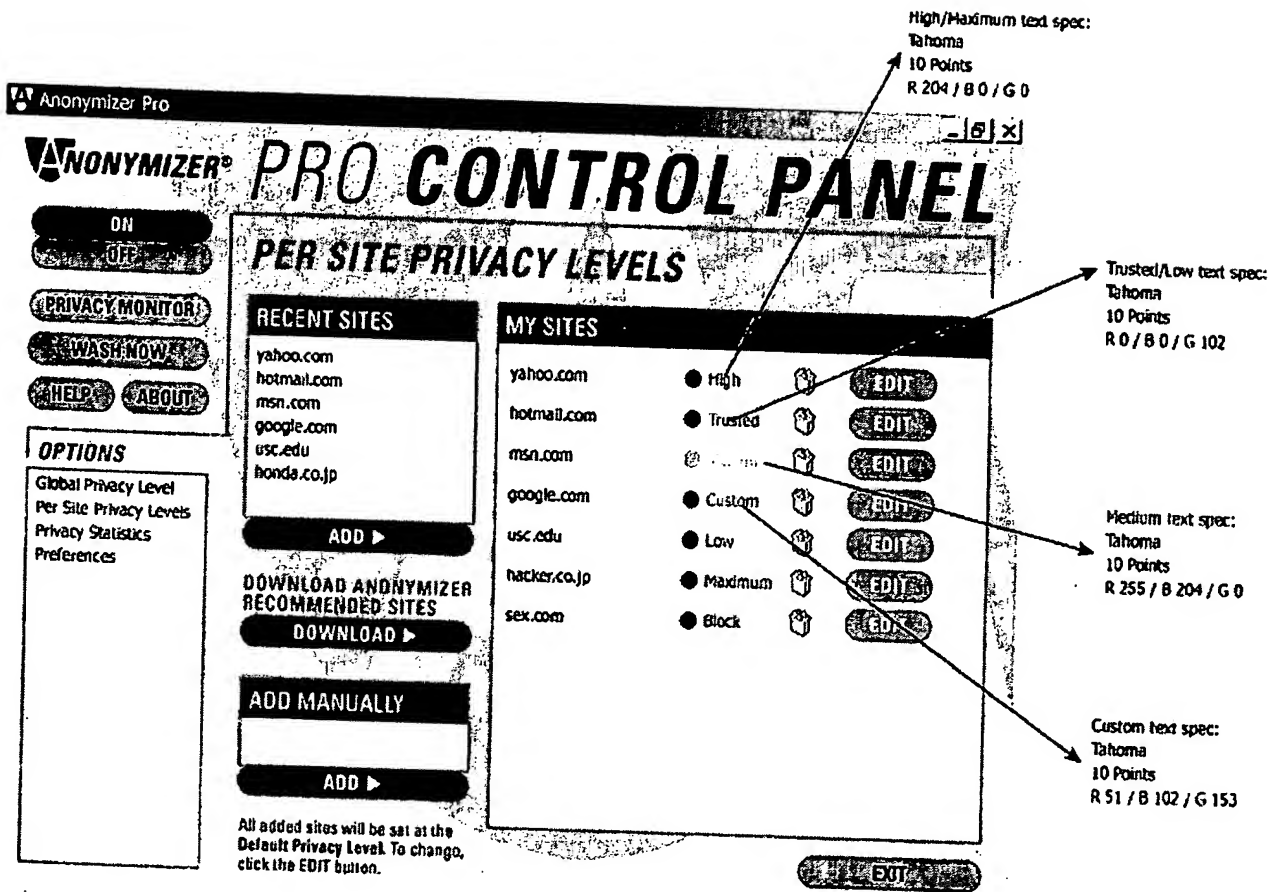 High/Maximum text spec:
Tahoma
10 Points
R 204 / B 0 / G 0
Anonymizer Pro
ANONYMIZER®
PRO CONTROL PANEL
ON
OFF
PRIVACY MONITOR
WASH NOW
HELP
ABOUT
OPTIONS
Global Privacy Level
Per Site Privacy Levels
Privacy Statistics
Preferences
PER SITE PRIVACY LEVELS
RECENT SITES
yahoo.com
hotmail.com
msn.com
google.com
usc.edu
honda.co.jp
ADD
DOWNLOAD ANONYMIZER
RECOMMENDED SITES
DOWNLOAD
ADD MANUALLY
ADD
All added sites will be set at the
Default Privacy Level. To change,
click the EDIT button.
MY SITES
yahoo.com High EDIT
hotmail.com Trusted EDIT
msn.com EDIT
google.com Custom EDIT
usc.edu Low EDIT
hacker.co.jp Maximum EDIT
sex.com Block EDIT
EXIT
Trusted/Low text spec:
Tahoma
10 Points
R 0 / B 0 / G 102
Medium text spec:
Tahoma
10 Points
R 255 / B 204 / G 0
Custom text spec:
Tahoma
10 Points
R 51 / B 102 / G 153